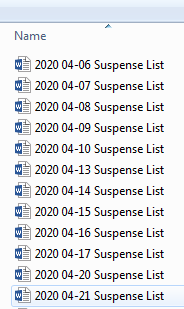 Name
2020 04-06 Suspense List
2020 04-07 Suspense List
2020 04-08 Suspense List
2020 04-09 Suspense List
2020 04-10 Suspense List
2020 04-13 Suspense List
2020 04-14 Suspense List
2020 04-15 Suspense List
2020 04-16 Suspense List
2020 04-17 Suspense List
2020 04-20 Suspense List
2020 04-21 Suspense List